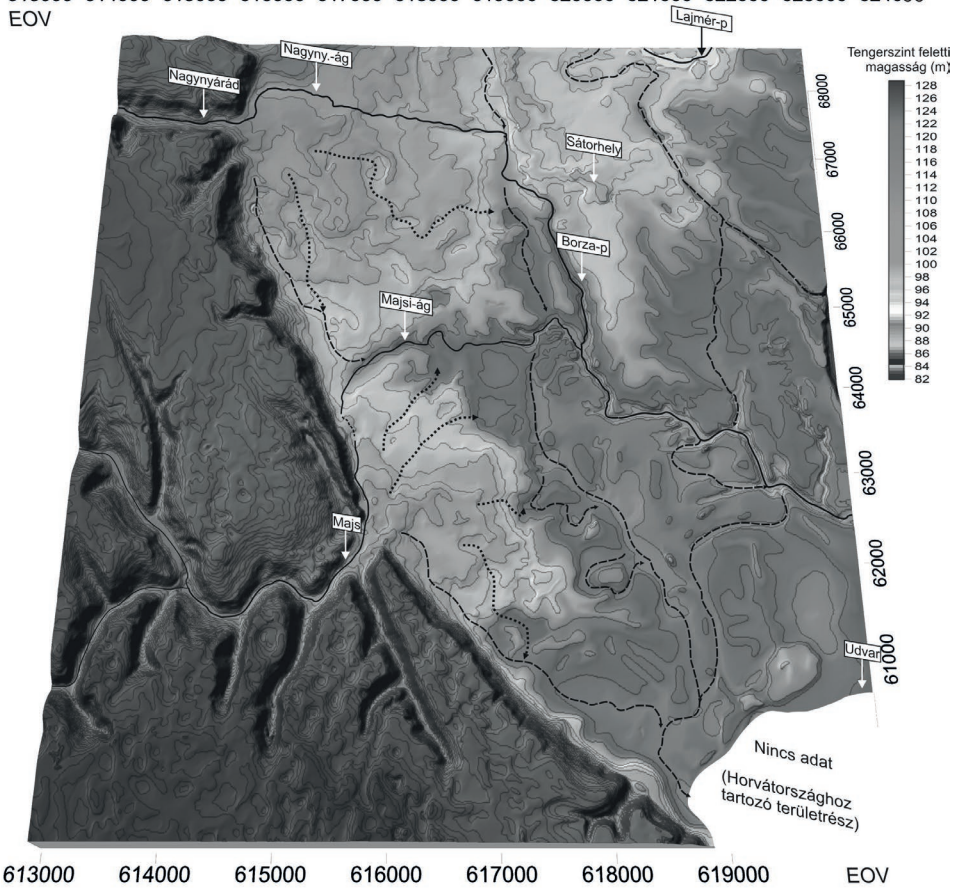 EOV
Lajmér-p
Nagyny.-ág
Nagynyárád
Sátorhely
Borza-p
Majsi-ág
Majs
Udvar
Tengerszint feletti
magasság (m)
128
126
124
122
120
118
116
114
112
110
108
106
104
102
100
98
96
94
92
90
88
86
84
82
68000
67000
66000
65000
64000
63000
62000
61000
Nincs adat
(Horvátországhoz
tartozó területrész)
613000 614000 615000 616000 617000 618000 619000 EOV